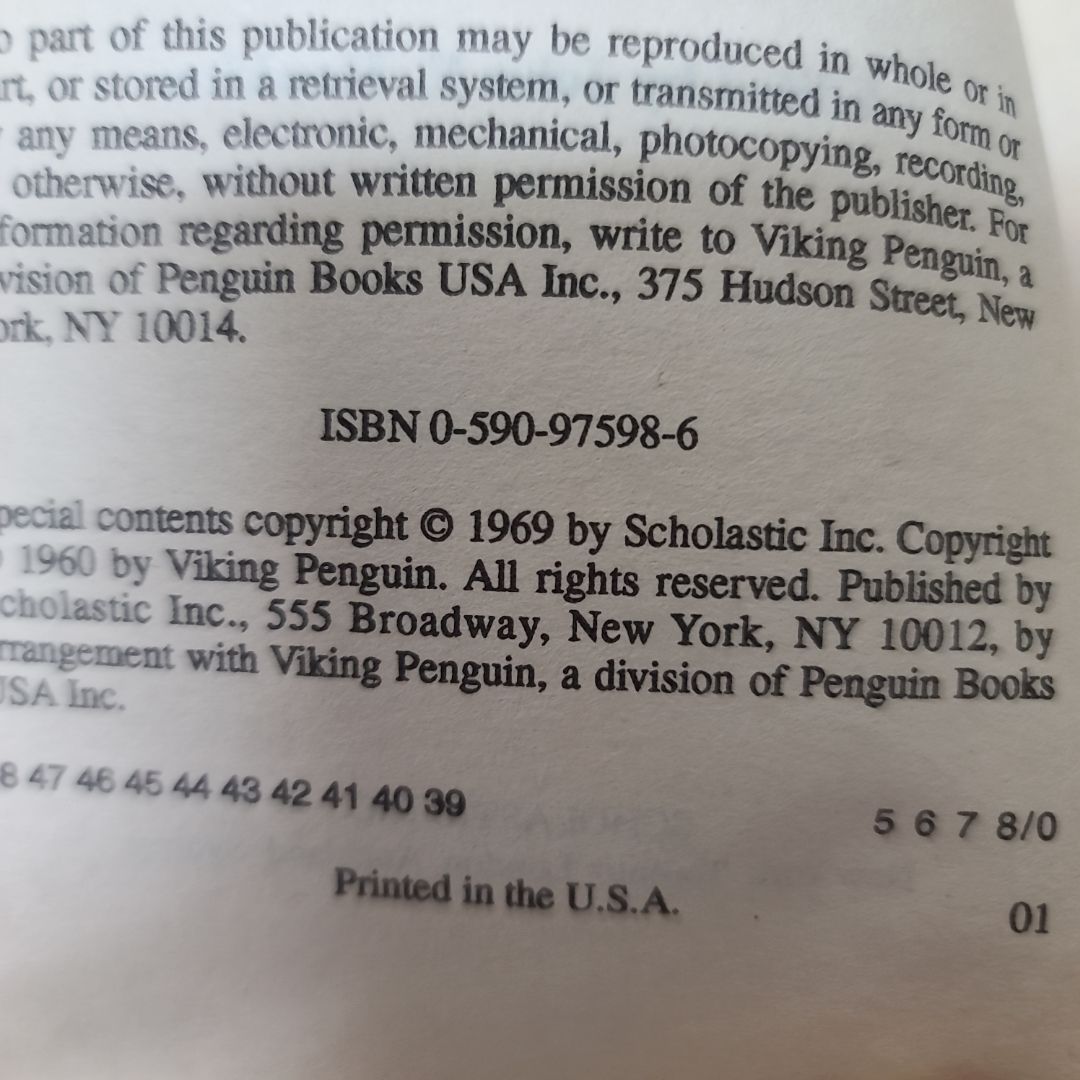 o part of this publication may be reproduced in whole or in
rt, or stored in a retrieval system, or transmitted in any form or
any means, electronic, mechanical, photocopying, recording,
otherwise, without written permission of the publisher. For
formation regarding permission, write to Viking Penguin, a
vision of Penguin Books USA Inc., 375 Hudson Street, New
ork, NY 10014.
ISBN 0-590-97598-6
pecial contents copyright © 1969 by Scholastic Inc. Copyright
1960 by Viking Penguin. All rights reserved. Published by
cholastic Inc., 555 Broadway, New York, NY 10012, by
rrangement with Viking Penguin, a division of Penguin Books
USA Inc.
8 47 46 45 44 43 42 41 40 39
5 6 7 8/0
Printed in the U.S.A.
01